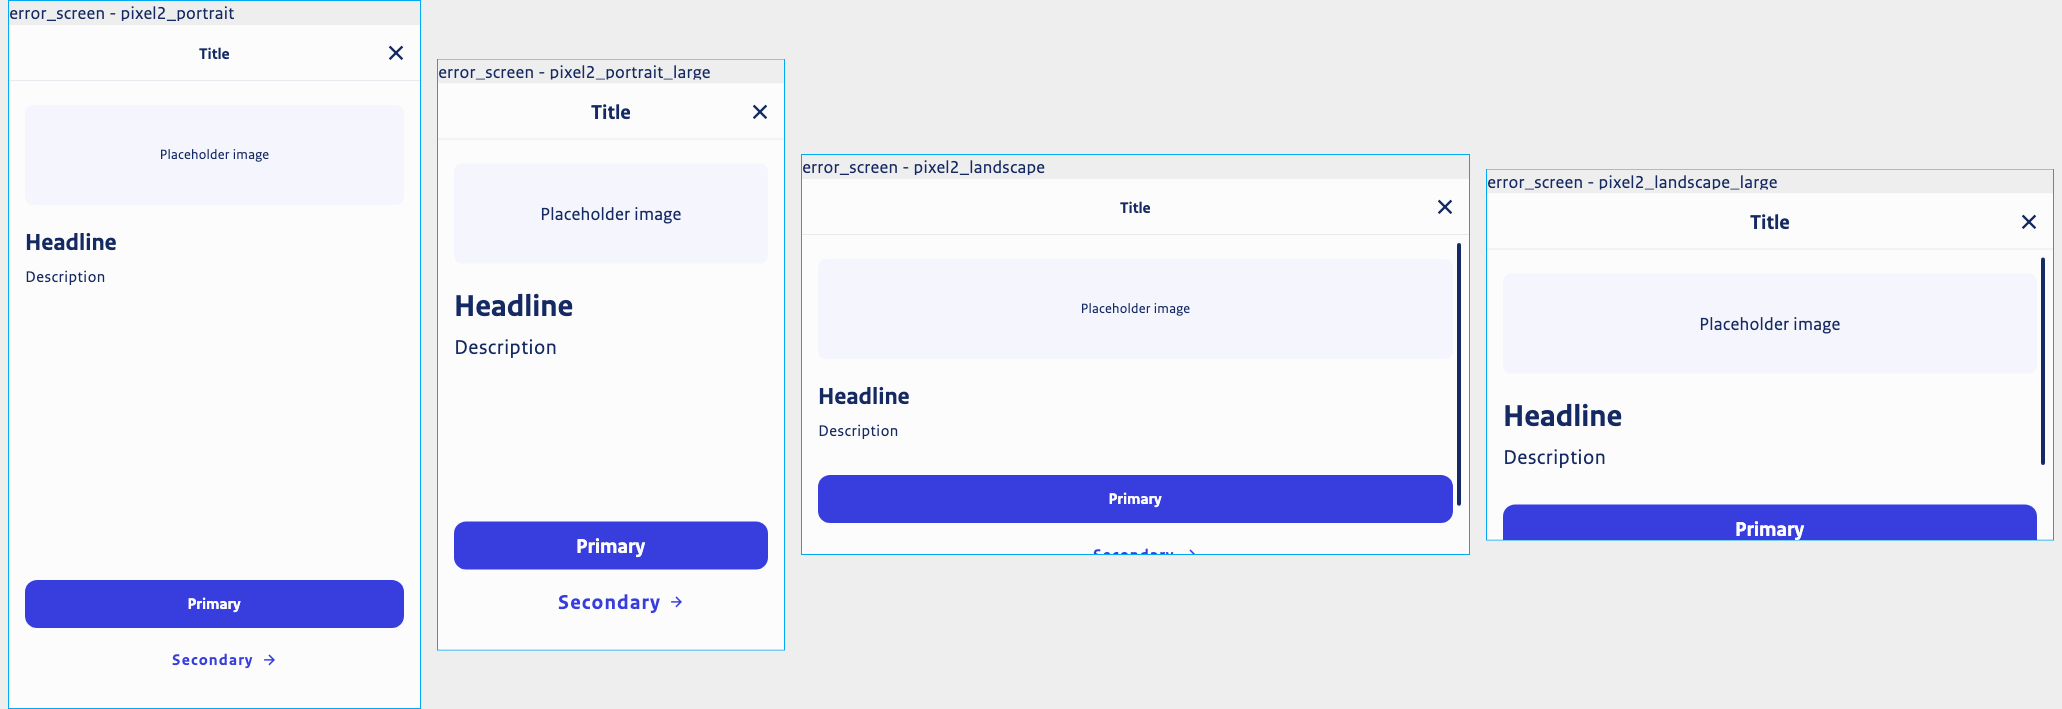 error_screen - pixel2_portrait
Title
Placeholder image
Headline
Description
Primary
Secondary
error_screen - pixel2_portrait_large
Title
Placeholder image
Headline
Description
Primary
Secondary
error_screen - pixel2_landscape
Title
Placeholder image
Headline
Description
Primary
Secondary
error_screen - pixel2_landscape_large
Title
Placeholder image
Headline
Description
Primary